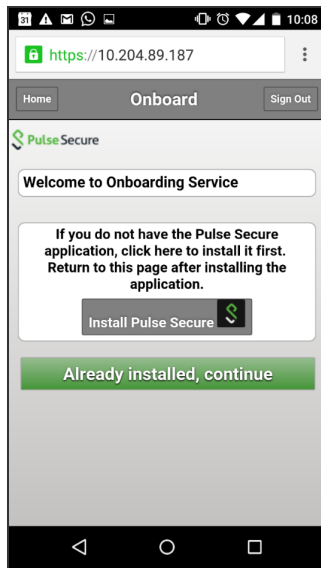 31
10:08
https://10.204.89.187
Home
Onboard
Sign Out
Pulse Secure
Welcome to Onboarding Service
If you do not have the Pulse Secure
application, click here to install it first.
Return to this page after installing the
application.
Install Pulse Secure
Already installed, continue